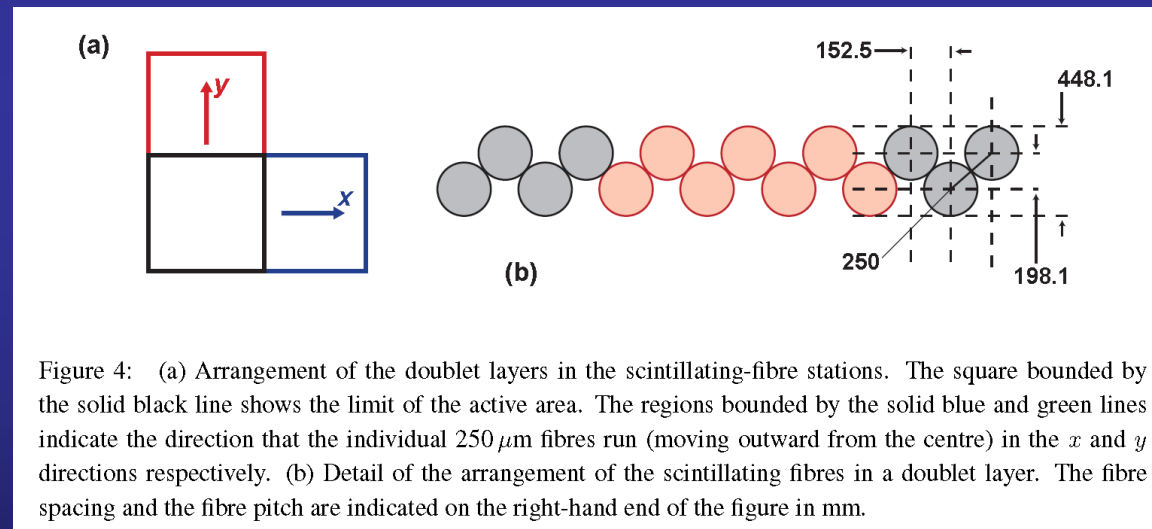 (a)
y
x
152.5
448.1
250
198.1
(b)
Figure 4: (a) Arrangement of the doublet layers in the scintillating-fibre stations. The square bounded by
the solid black line shows the limit of the active area. The regions bounded by the solid blue and green lines
indicate the direction that the individual 250 μm fibres run (moving outward from the centre) in the x and y
directions respectively. (b) Detail of the arrangement of the scintillating fibres in a doublet layer. The fibre
spacing and the fibre pitch are indicated on the right-hand end of the figure in mm.